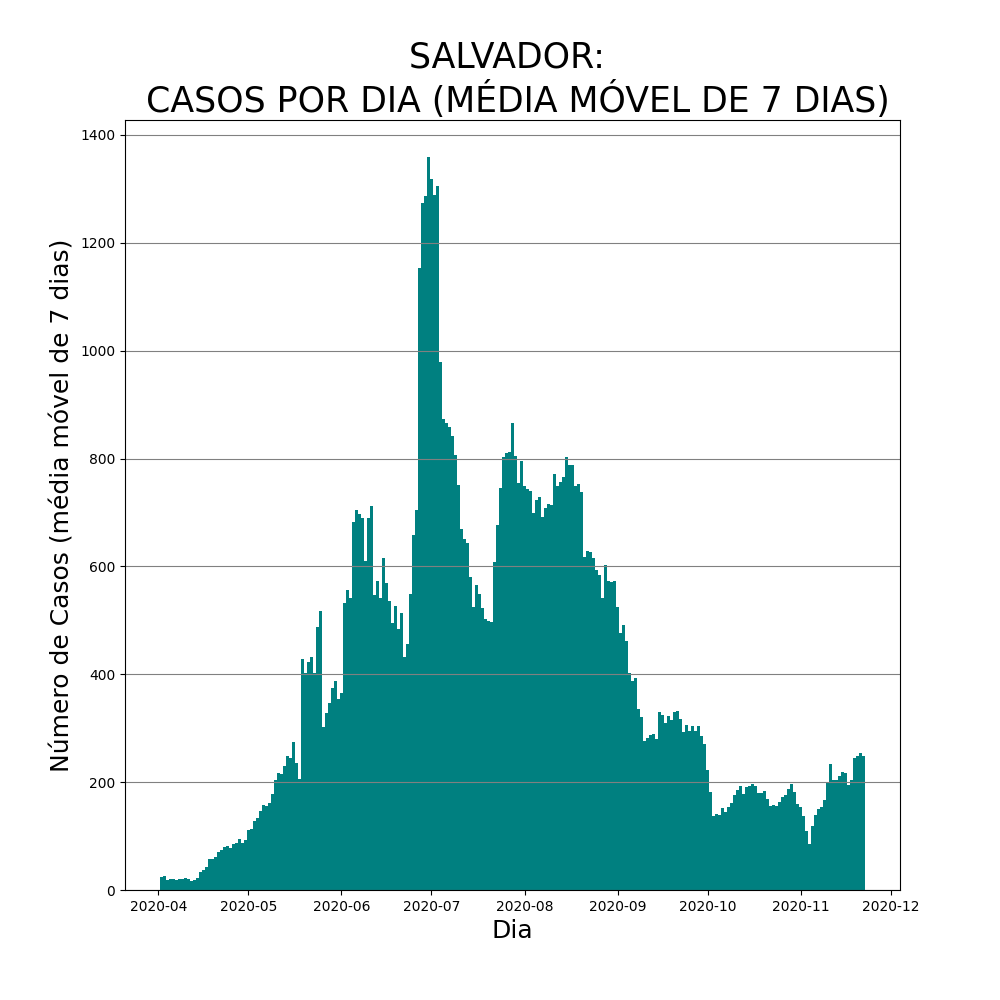 SALVADOR:
CASOS POR DIA (MÉDIA MÓVEL DE 7 DIAS)
Número de Casos (média móvel de 7 dias)
1400
1200
1000
800
600
400
200
0
2020-04 2020-05 2020-06 2020-07 2020-08 2020-09 2020-10 2020-11 2020-12
Dia